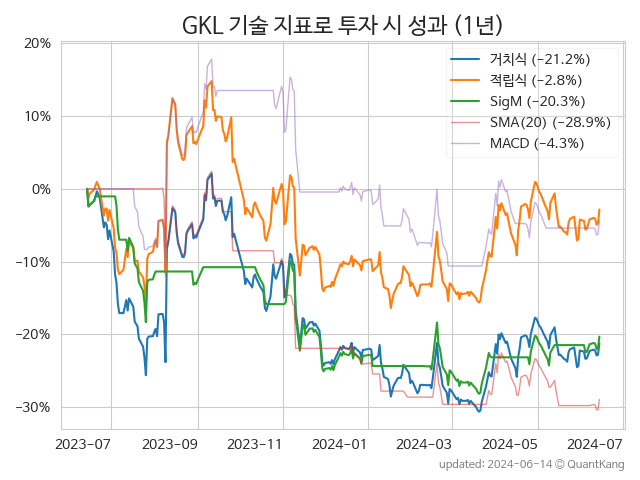 GKL 기술 지표로 투자 시 성과 (1년)
20%
10%
0%
−10%
−20%
−30%
거치식 (−21.2%)
적립식 (−2.8%)
SigM (−20.3%)
SMA(20) (−28.9%)
MACD (−4.3%)
2023−07 2023−09 2023−11 2024−01 2024−03 2024−05 2024−07
updated: 2024−06−14 © QuantKang